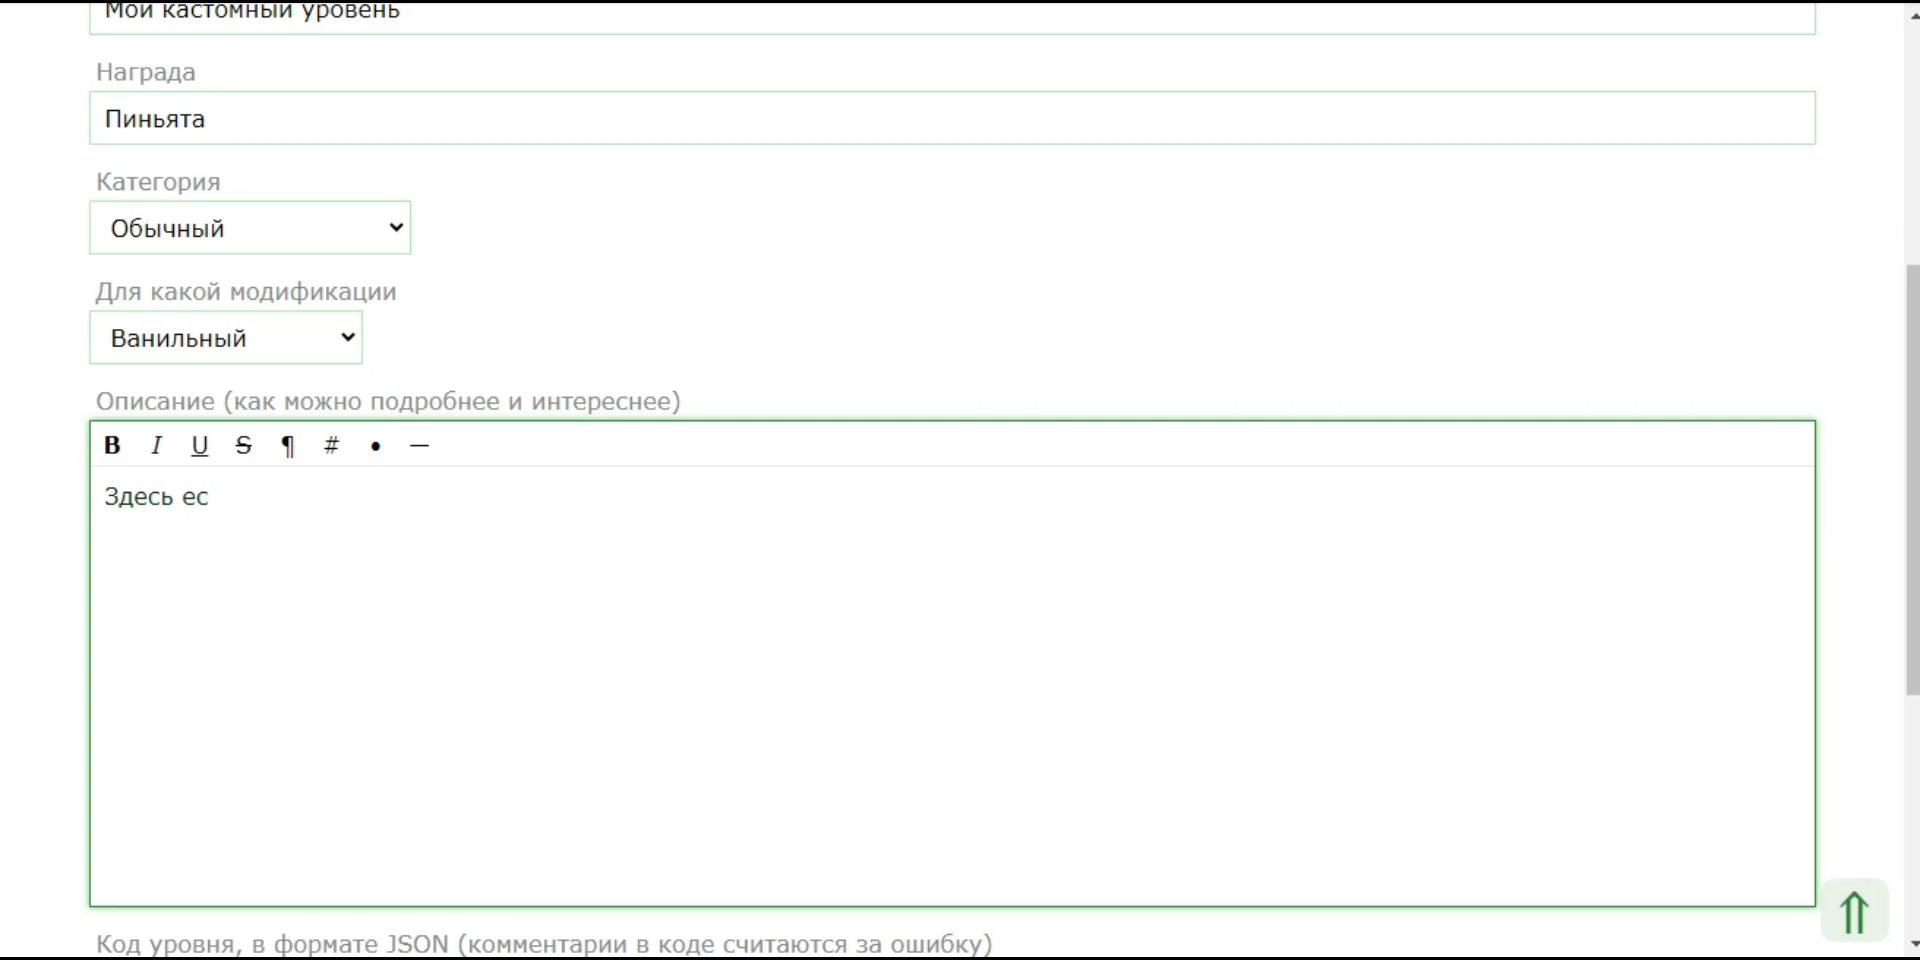 Мой кастомный уровень
Награда
Пиньята
Категория
Обычный
Для какой модификации
Ванильный
Описание (как можно подробнее и интереснее)
B I U S ¶ # • —
Здесь ес
Код уровня, в формате JSON (комментарии в коде считаются за ошибку)